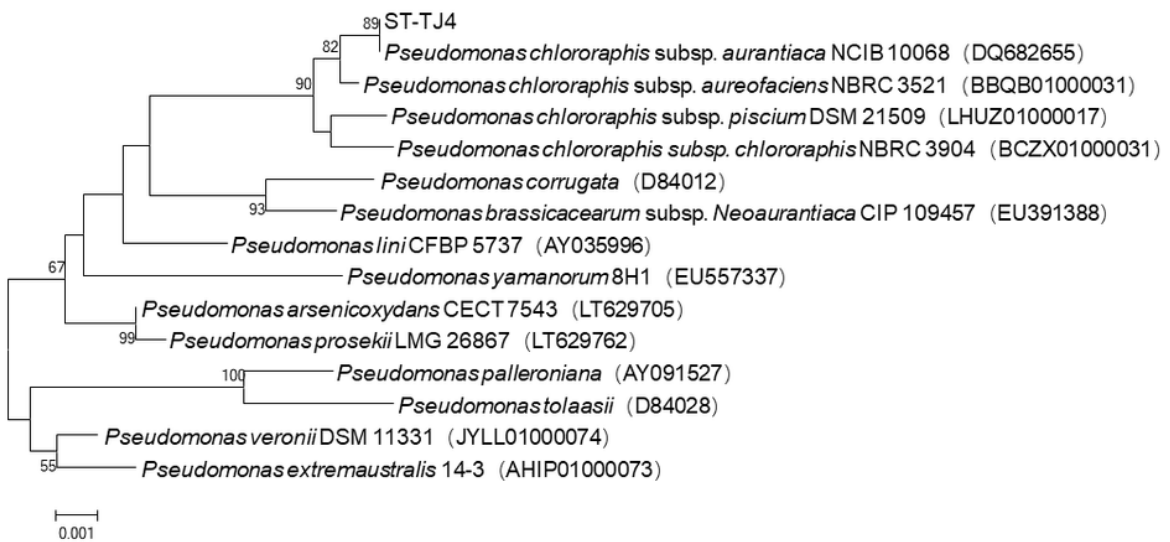 89 ST-TJ4
82 Pseudomonas chlororaphis subsp. aurantiaca NCIB 10068 (DQ682655)
90 Pseudomonas chlororaphis subsp. aureofaciens NBRC 3521 (BBQB01000031)
Pseudomonas chlororaphis subsp. piscium DSM 21509 (LHUZ01000017)
Pseudomonas chlororaphis subsp. chlororaphis NBRC 3904 (BCZX01000031)
Pseudomonas corrugata (D84012)
93 Pseudomonas brassicacearum subsp. Neoaurantiaca CIP 109457 (EU391388)
Pseudomonas lini CFBP 5737 (AY035996)
67 Pseudomonas yamanorum 8H1 (EU557337)
Pseudomonas arsenicoxydans CECT 7543 (LT629705)
99 Pseudomonas prosekii LMG 26867 (LT629762)
100 Pseudomonas palleroniana (AY091527)
Pseudomonas tolaasii (D84028)
Pseudomonas veronii DSM 11331 (JYLL01000074)
55 Pseudomonas extremaustralis 14-3 (AHIP01000073)
0.001